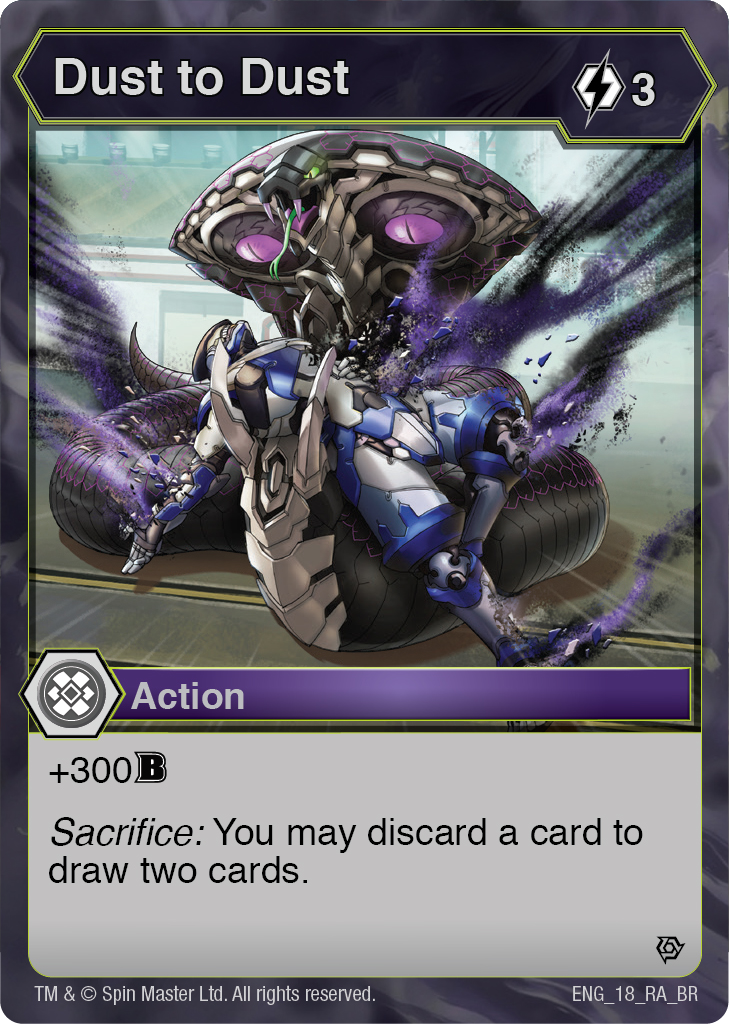 Dust to Dust
3
Action
+300B
Sacrifice: You may discard a card to
draw two cards.
TM & © Spin Master Ltd. All rights reserved.
ENG_18_RA_BR